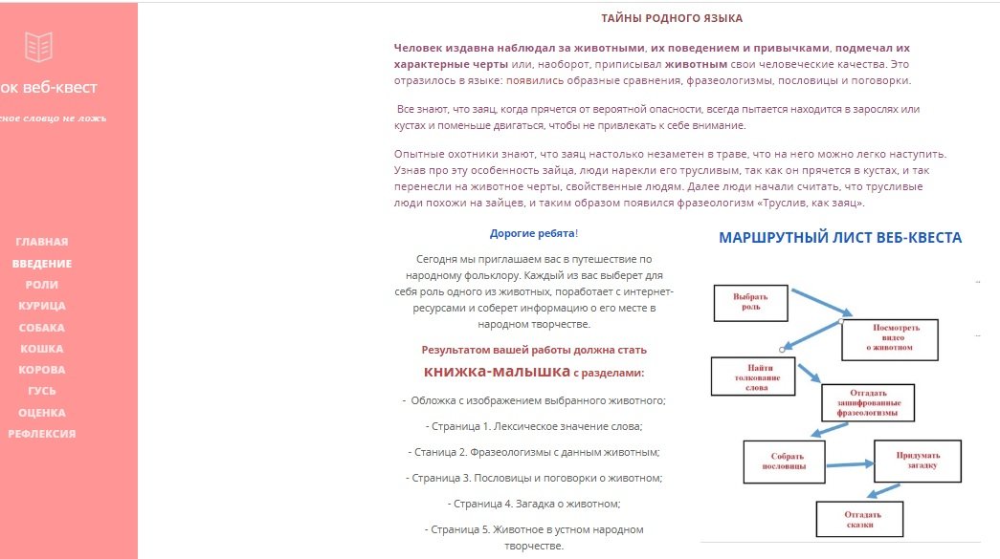 ок веб-квест
сное словцо не ложь
ГЛАВНАЯ
ВВЕДЕНИЕ
РОЛИ
КУРИЦА
СОБАКА
КОШКА
КОРОВА
ГУСЬ
ОЦЕНКА
РЕФЛЕКСИЯ
ТАЙНЫ РОДНОГО ЯЗЫКА
Человек издавна наблюдал за животными, их поведением и привычками, подмечал их
характерные черты или, наоборот, приписывал животным свои человеческие качества. Это
отразилось в языке: появились образные сравнения, фразеологизмы, пословицы и поговорки.
Все знают, что заяц, когда прячется от вероятной опасности, всегда пытается находится в зарослях или
кустах и поменьше двигаться, чтобы не привлекать к себе внимание.
Опытные охотники знают, что заяц настолько незаметен в траве, что на него можно легко наступить.
Узнав про эту особенность зайца, люди нарекли его трусливым, так как он прячется в кустах, и так
перенесли на животное черты, свойственные людям. Далее люди начали считать, что трусливые
люди похожи на зайцев, и таким образом появился фразеологизм «Труслив, как заяц».
Дорогие ребята!
Сегодня мы приглашаем вас в путешествие по
народному фольклору. Каждый из вас выберет для
себя роль одного из животных, поработает с интернет-
ресурсами и соберет информацию о его месте в
народном творчестве.
Результатом вашей работы должна стать
книжка-малышка с разделами:
- Обложка с изображением выбранного животного;
- Страница 1. Лексическое значение слова;
- Станица 2. Фразеологизмы с данным животным;
- Страница 3. Пословицы и поговорки о животном;
- Страница 4. Загадка о животном;
- Страница 5. Животное в устном народном
творчестве.
МАРШРУТНЫЙ ЛИСТ ВЕБ-КВЕСТА
Выбрать
роль
Посмотреть
видео
о животном
Найти
толкование
слова
Отгадать
зашифрованные
фразеологизмы
Собрать
пословицы
Придумать
загадку
Отгадать
сказки